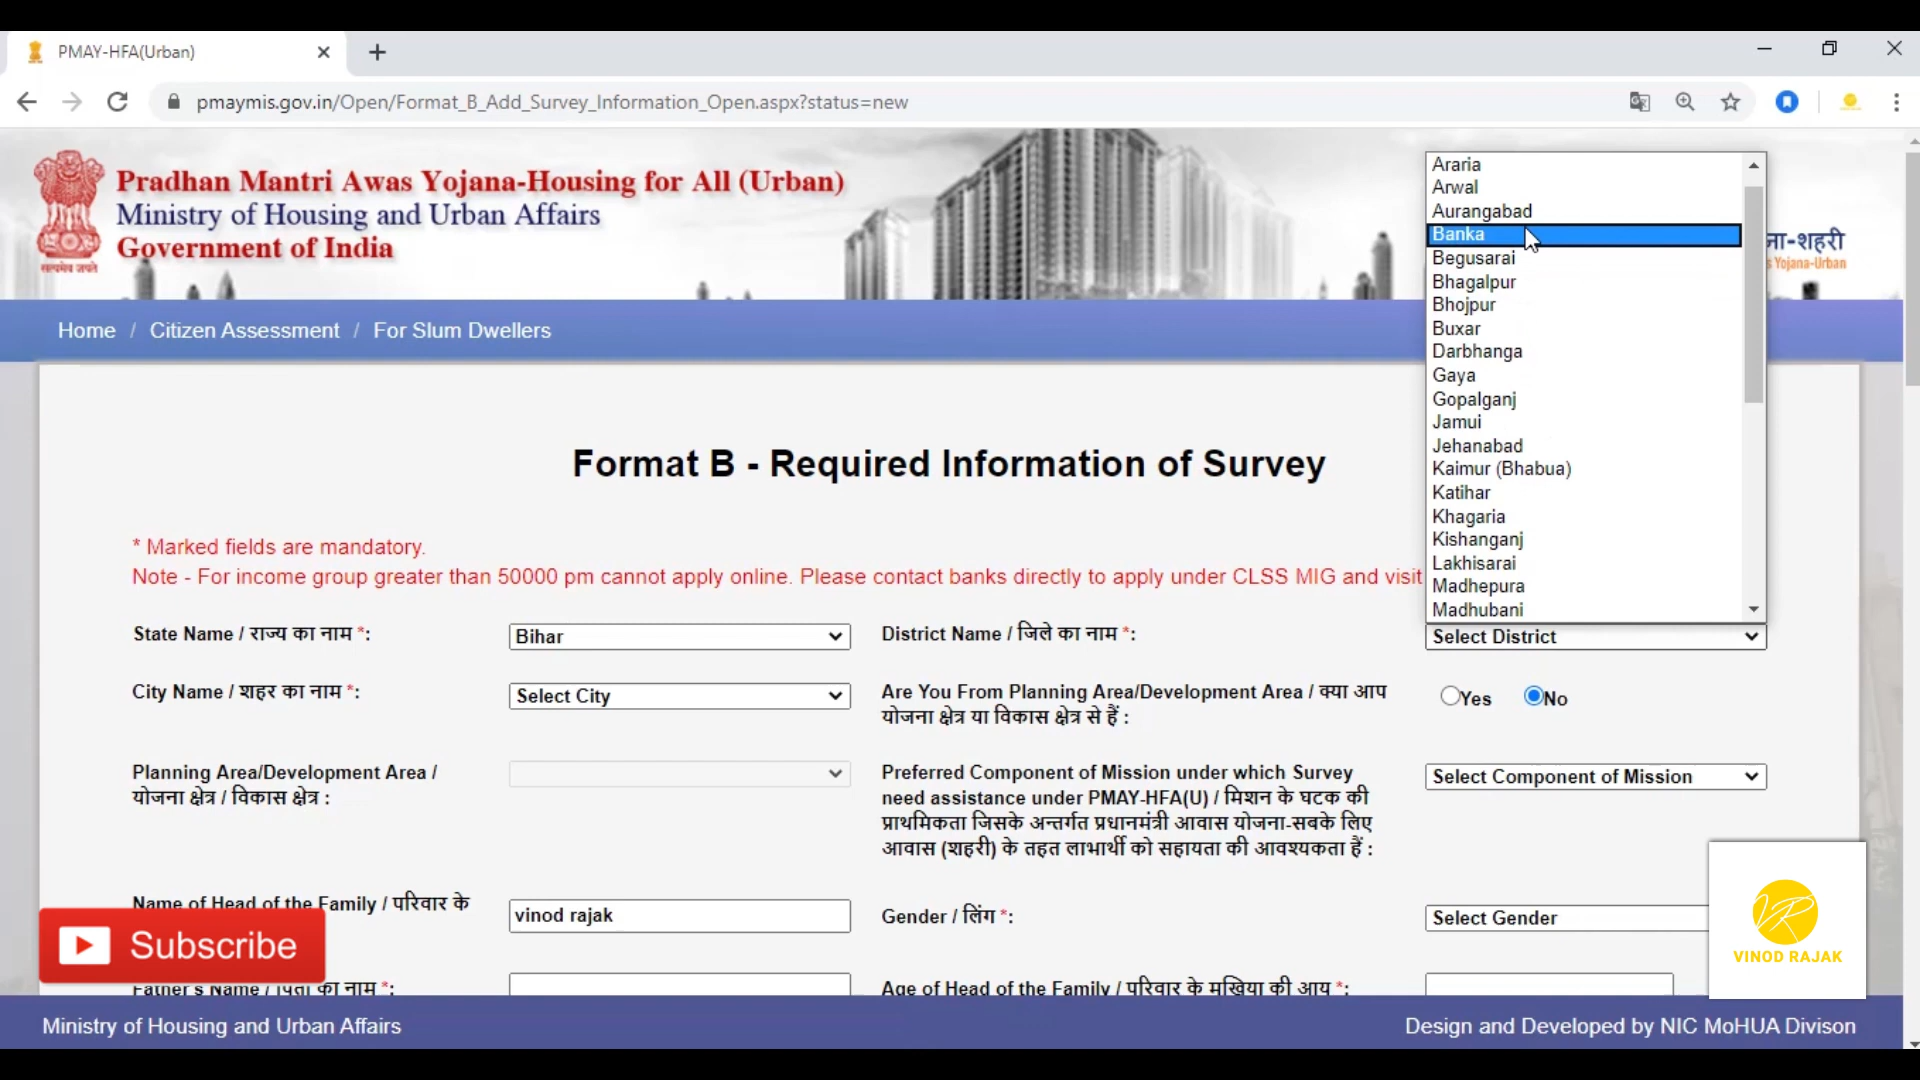 PMAY-HFA(Urban)
pmaymis.gov.in/Open/Format_B_Add_Survey_Information_Open.aspx?status=new
सत्यमेव जयते
Pradhan Mantri Awas Yojana-Housing for All (Urban)
Ministry of Housing and Urban Affairs
Government of India
ना-शहरी
s Yojana-Urban
Home / Citizen Assessment / For Slum Dwellers
Araria
Arwal
Aurangabad
Banka
Begusarai
Bhagalpur
Bhojpur
Buxar
Darbhanga
Gaya
Gopalganj
Jamui
Jehanabad
Kaimur (Bhabua)
Katihar
Khagaria
Kishanganj
Lakhisarai
Madhepura
Madhubani
Format B - Required Information of Survey
* Marked fields are mandatory.
Note - For income group greater than 50000 pm cannot apply online. Please contact banks directly to apply under CLSS MIG and visit
State Name / राज्य का नाम *: Bihar District Name / जिले का नाम *: Select District
City Name / शहर का नाम *: Select City Are You From Planning Area/Development Area / क्या आप
योजना क्षेत्र या विकास क्षेत्र से हैं : Yes No
Planning Area/Development Area /
योजना क्षेत्र / विकास क्षेत्र :
Preferred Component of Mission under which Survey
need assistance under PMAY-HFA(U) / मिशन के घटक की
प्राथमिकता जिसके अन्तर्गत प्रधानमंत्री आवास योजना-सबके लिए
आवास (शहरी) के तहत लाभार्थी को सहायता की आवश्यकता हैं :
Select Component of Mission
Name of Head of the Family / परिवार के
vinod rajak Gender / लिंग *: Select Gender
Subscribe
VR
VINOD RAJAK
Father's Name / पिता का नाम *: Age of Head of the Family / परिवार के मुखिया की आयु *:
Ministry of Housing and Urban Affairs Design and Developed by NIC MoHUA Divison